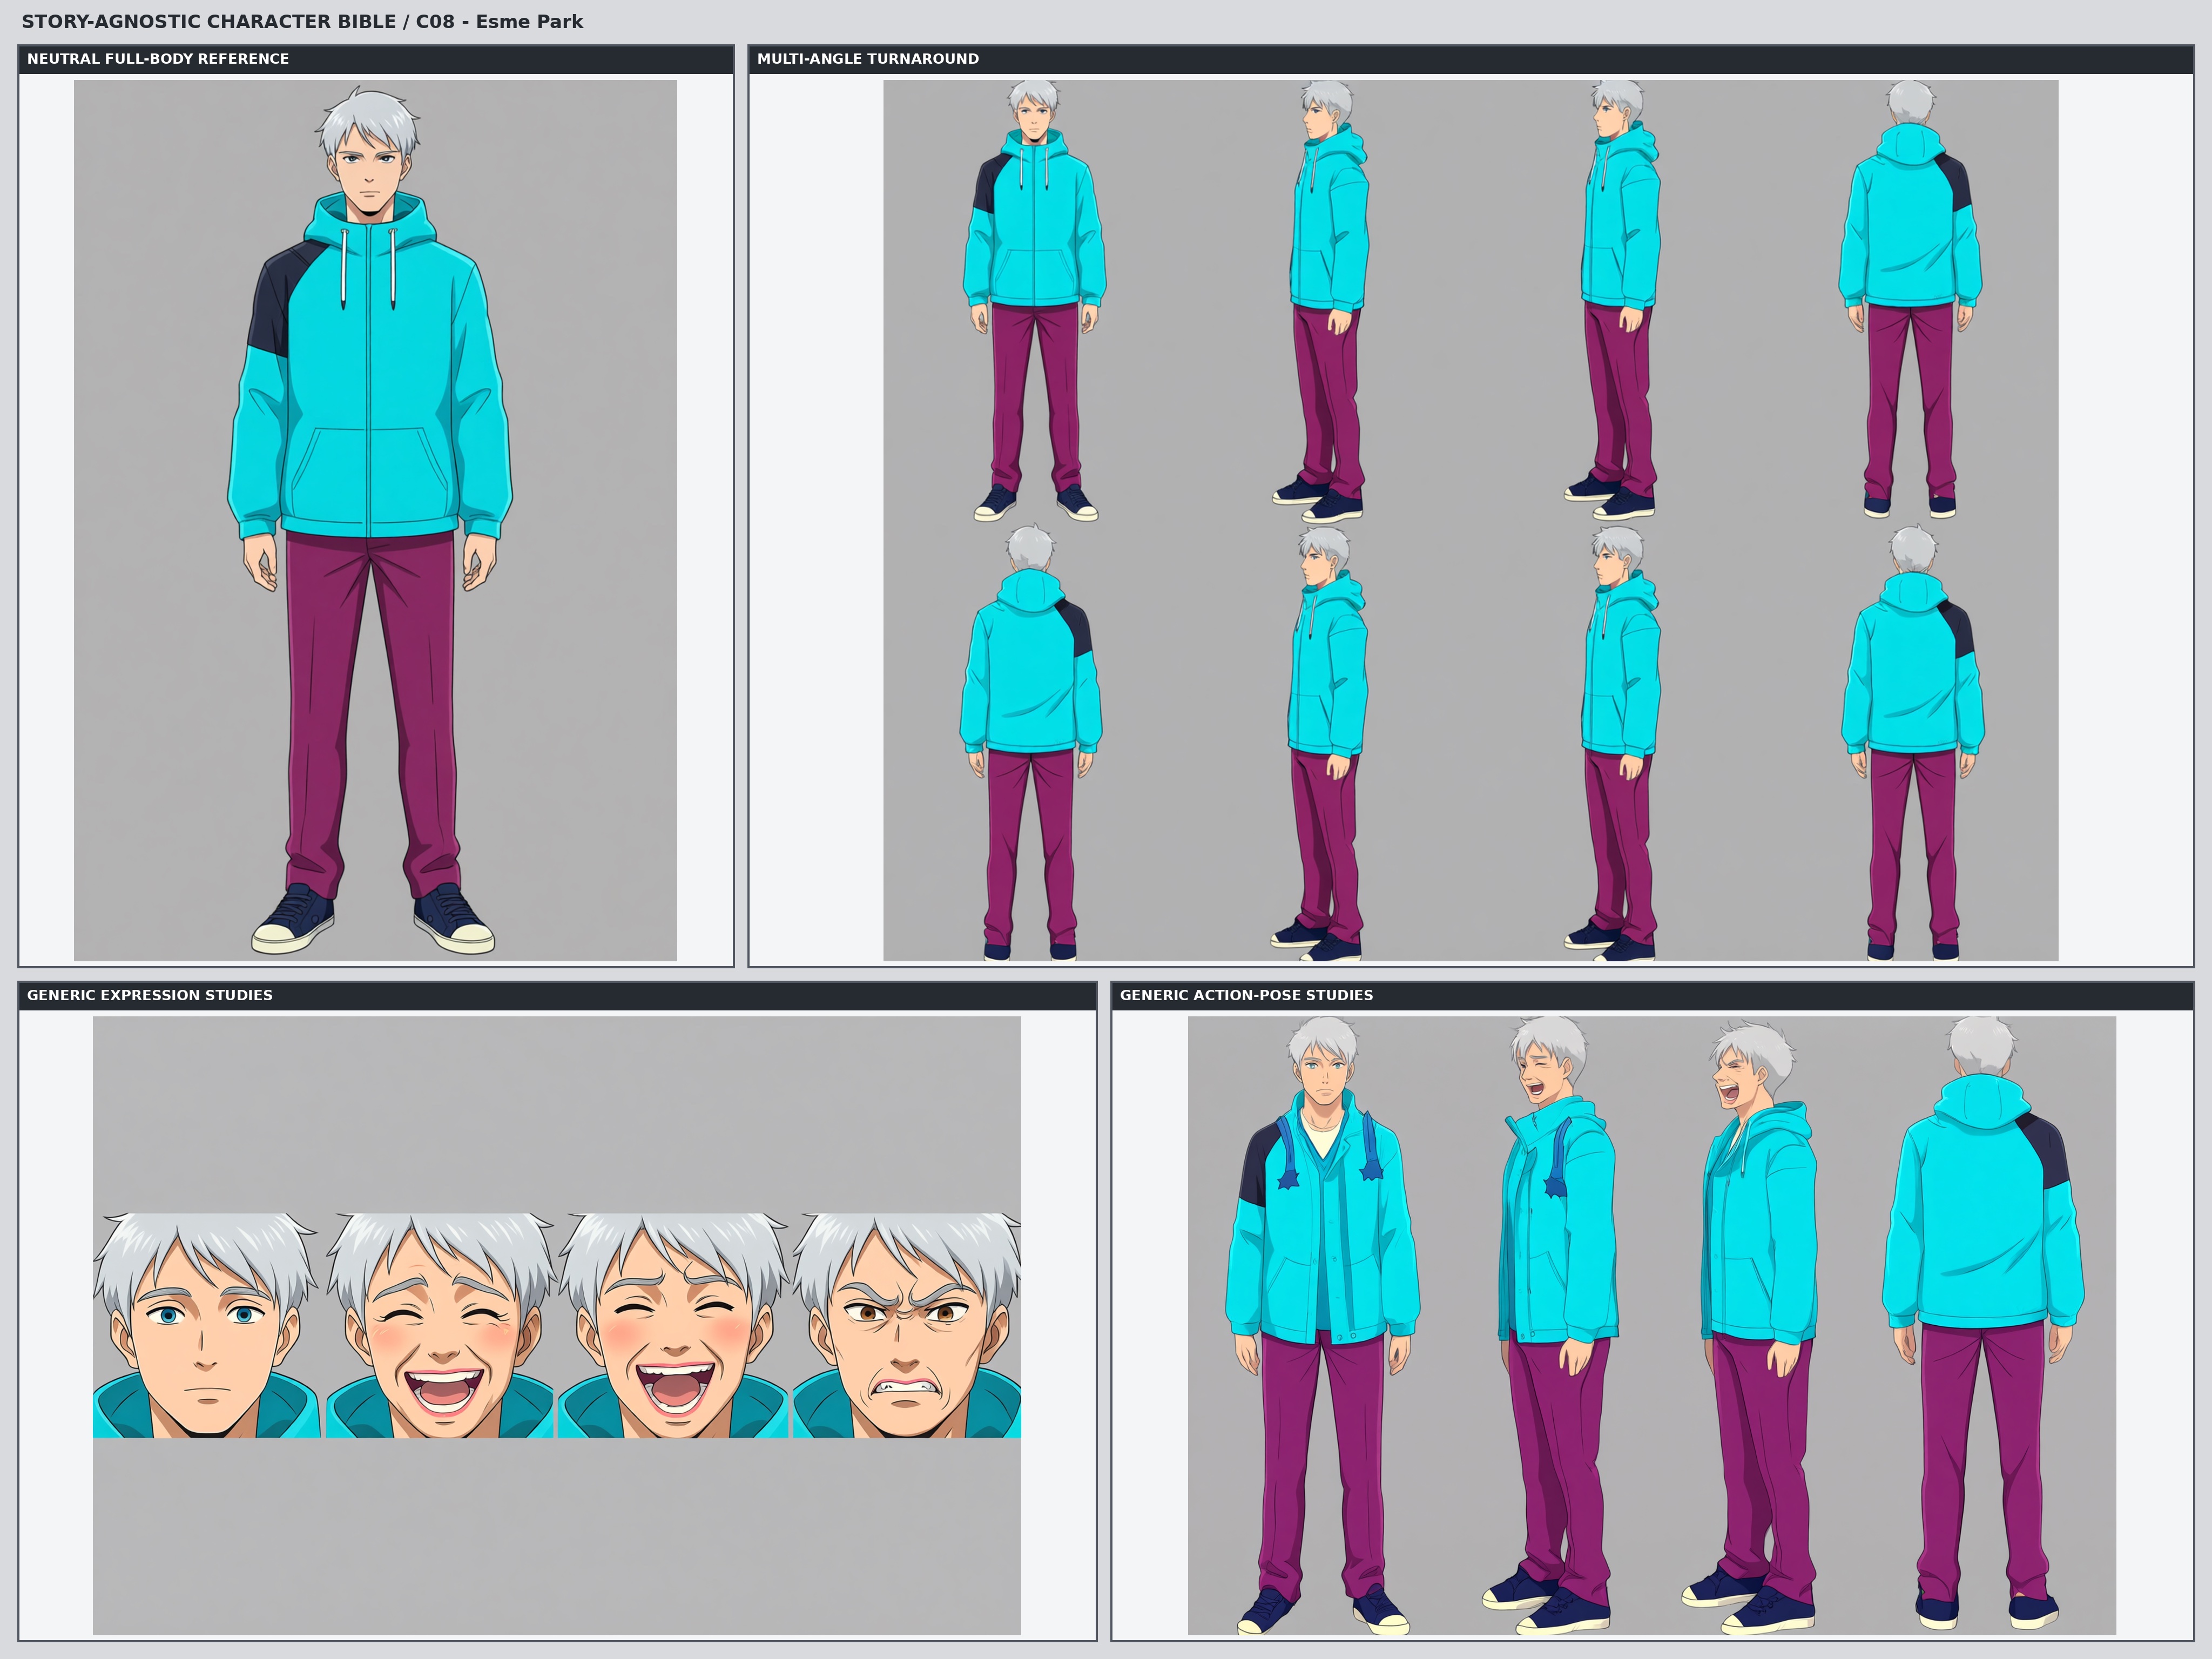 STORY-AGNOSTIC CHARACTER BIBLE / C08 - Esme Park
NEUTRAL FULL-BODY REFERENCE
MULTI-ANGLE TURNAROUND
GENERIC EXPRESSION STUDIES
GENERIC ACTION-POSE STUDIES